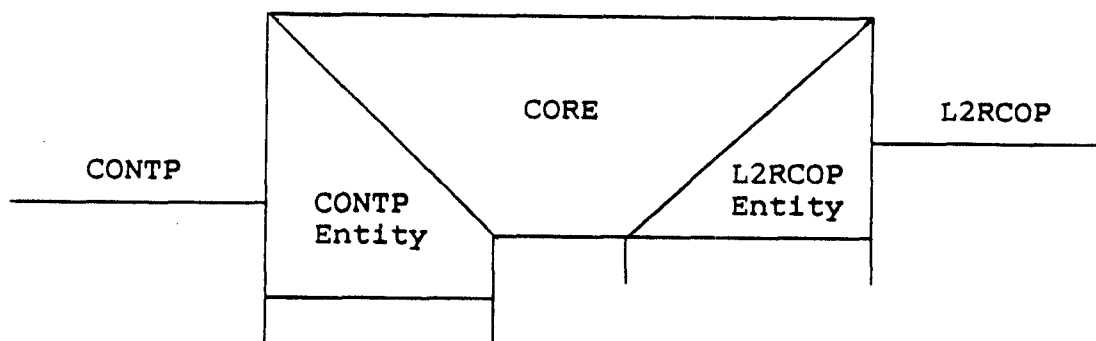 CORE
L2RCOP
CONTP
L2RCOP
Entity
CONTP
Entity